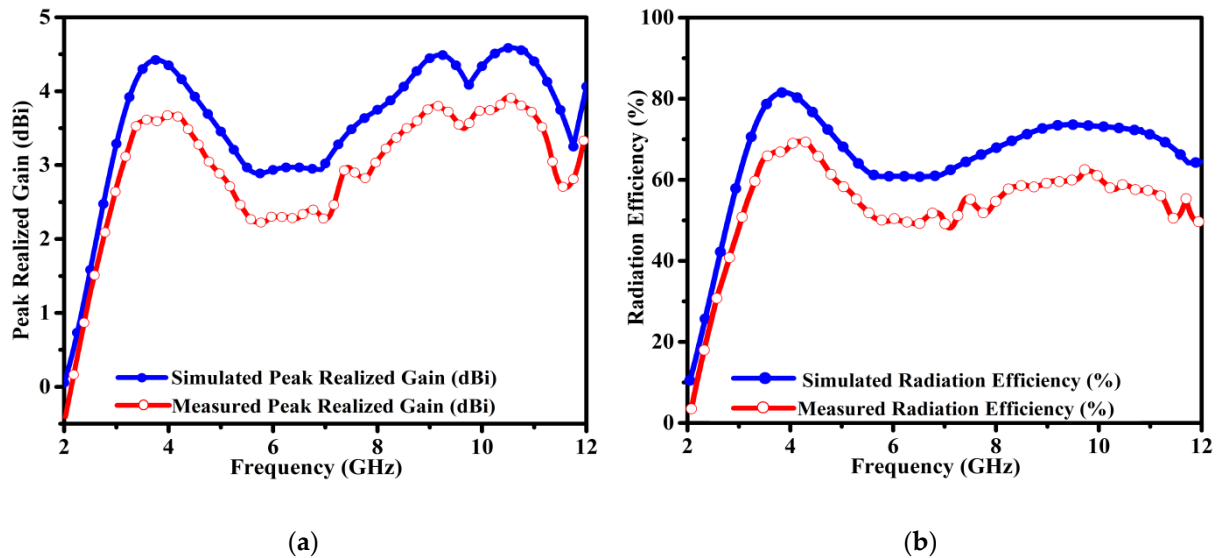 Peak Realized Gain (dBi)
5
4
3
2
1
0
Simulated Peak Realized Gain (dBi)
Measured Peak Realized Gain (dBi)
2 4 6 8 10 12
Frequency (GHz)
(a)
Radiation Efficiency (%)
100
80
60
40
20
0
Simulated Radiation Efficiency (%)
Measured Radiation Efficiency (%)
2 4 6 8 10 12
Frequency (GHz)
(b)